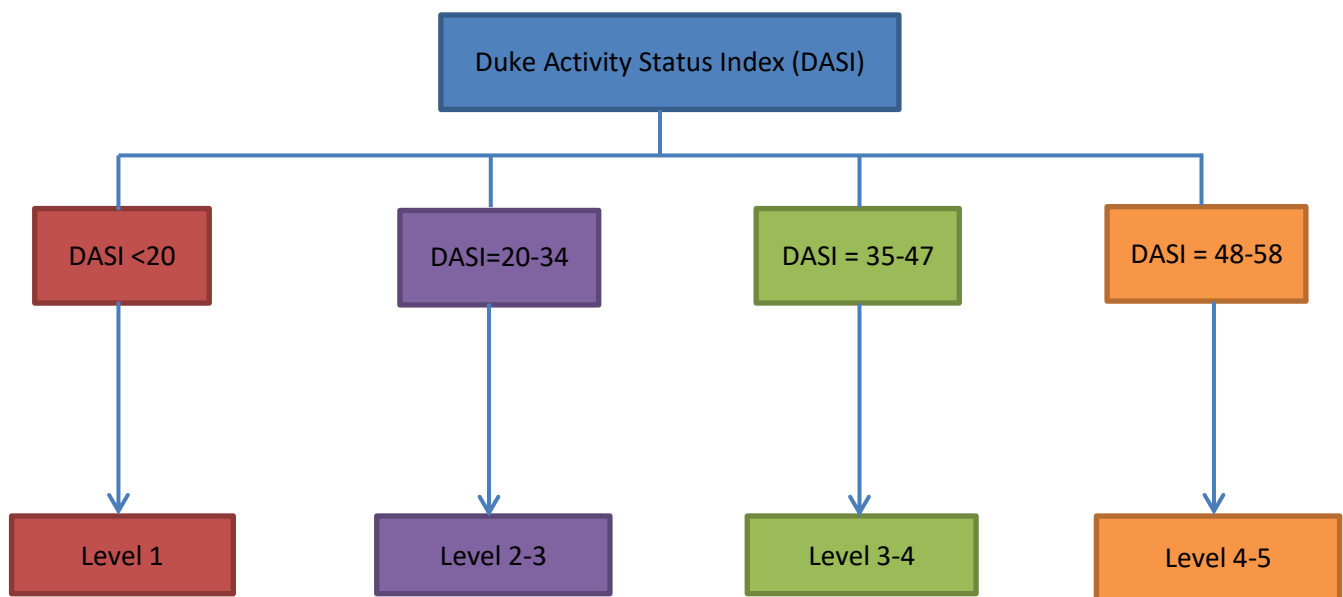 Duke Activity Status Index (DASI)
DASI <20
DASI=20-34
DASI = 35-47
DASI = 48-58
Level 1
Level 2-3
Level 3-4
Level 4-5